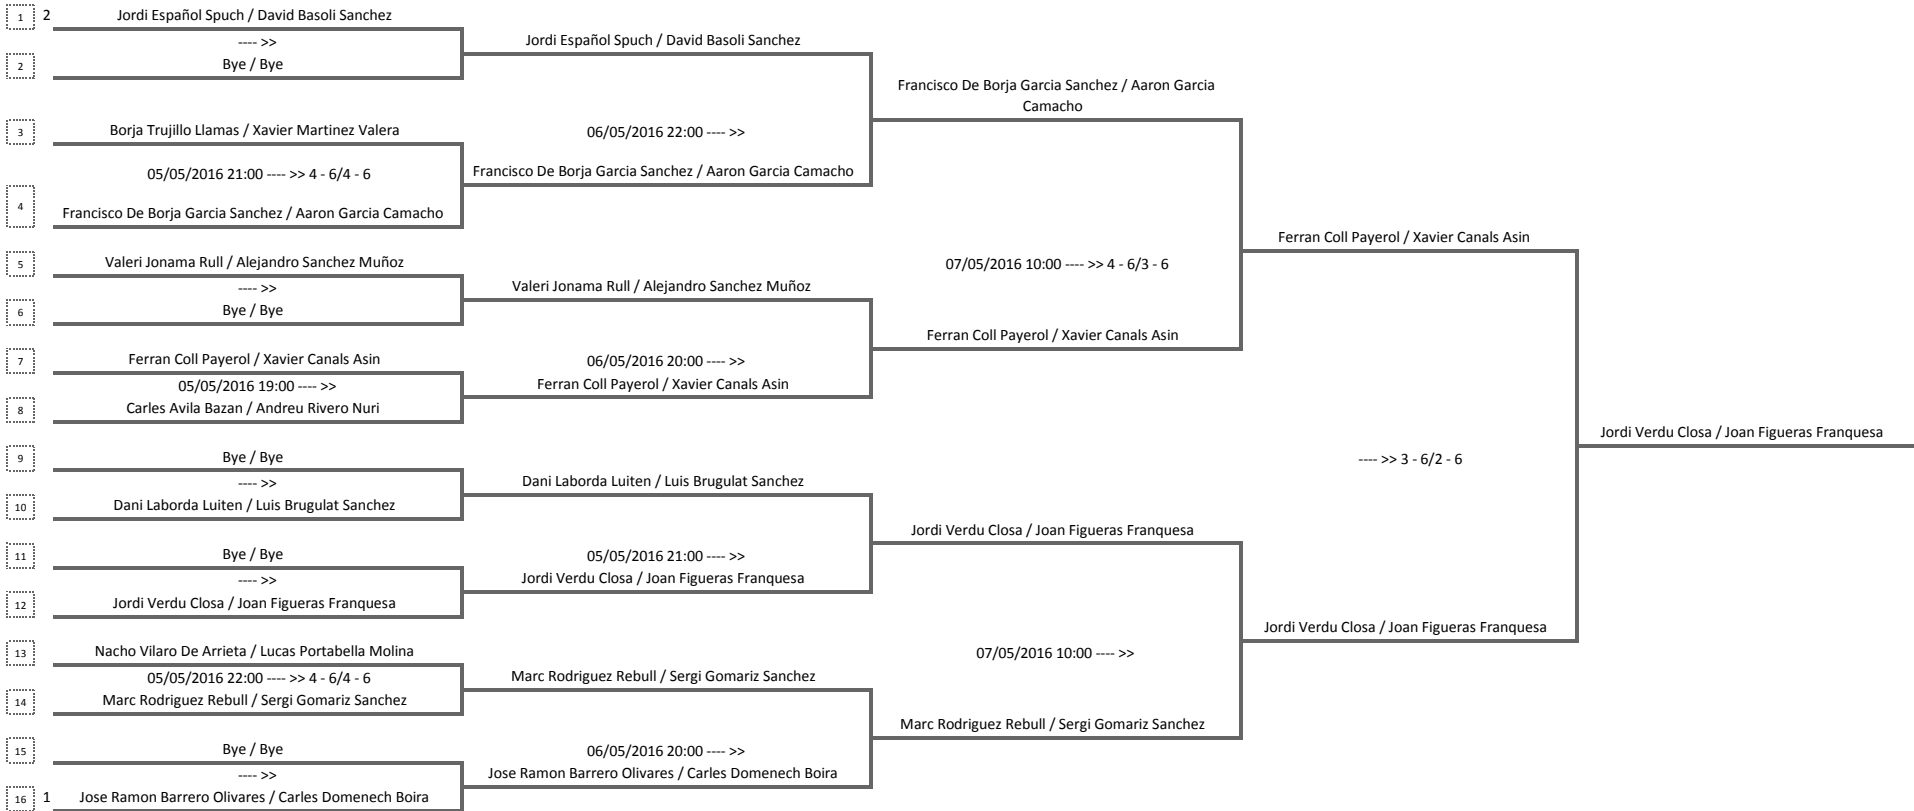 1 2 Jordi Español Spuch / David Basoli Sanchez
---- >>
2 Bye / Bye
3 Borja Trujillo Llamas / Xavier Martinez Valera
05/05/2016 21:00 ---- >> 4 - 6/4 - 6
4 Francisco De Borja Garcia Sanchez / Aaron Garcia Camacho
5 Valeri Jonama Rull / Alejandro Sanchez Muñoz
---- >>
6 Bye / Bye
7 Ferran Coll Payerol / Xavier Canals Asin
05/05/2016 19:00 ---- >>
8 Carles Avila Bazan / Andreu Rivero Nuri
9 Bye / Bye
---- >>
10 Dani Laborda Luiten / Luis Brugulat Sanchez
11 Bye / Bye
---- >>
12 Jordi Verdu Closa / Joan Figueras Franquesa
13 Nacho Vilaro De Arrieta / Lucas Portabella Molina
05/05/2016 22:00 ---- >> 4 - 6/4 - 6
14 Marc Rodriguez Rebull / Sergi Gomariz Sanchez
15 Bye / Bye
---- >>
16 1 Jose Ramon Barrero Olivares / Carles Domenech Boira
Jordi Español Spuch / David Basoli Sanchez
06/05/2016 22:00 ---- >>
Francisco De Borja Garcia Sanchez / Aaron Garcia Camacho
Valeri Jonama Rull / Alejandro Sanchez Muñoz
06/05/2016 20:00 ---- >>
Ferran Coll Payerol / Xavier Canals Asin
Dani Laborda Luiten / Luis Brugulat Sanchez
05/05/2016 21:00 ---- >>
Jordi Verdu Closa / Joan Figueras Franquesa
Marc Rodriguez Rebull / Sergi Gomariz Sanchez
06/05/2016 20:00 ---- >>
Jose Ramon Barrero Olivares / Carles Domenech Boira
Francisco De Borja Garcia Sanchez / Aaron Garcia
Camacho
07/05/2016 10:00 ---- >> 4 - 6/3 - 6
Ferran Coll Payerol / Xavier Canals Asin
Jordi Verdu Closa / Joan Figueras Franquesa
07/05/2016 10:00 ---- >>
Marc Rodriguez Rebull / Sergi Gomariz Sanchez
Ferran Coll Payerol / Xavier Canals Asin
---- >> 3 - 6/2 - 6
Jordi Verdu Closa / Joan Figueras Franquesa
Jordi Verdu Closa / Joan Figueras Franquesa